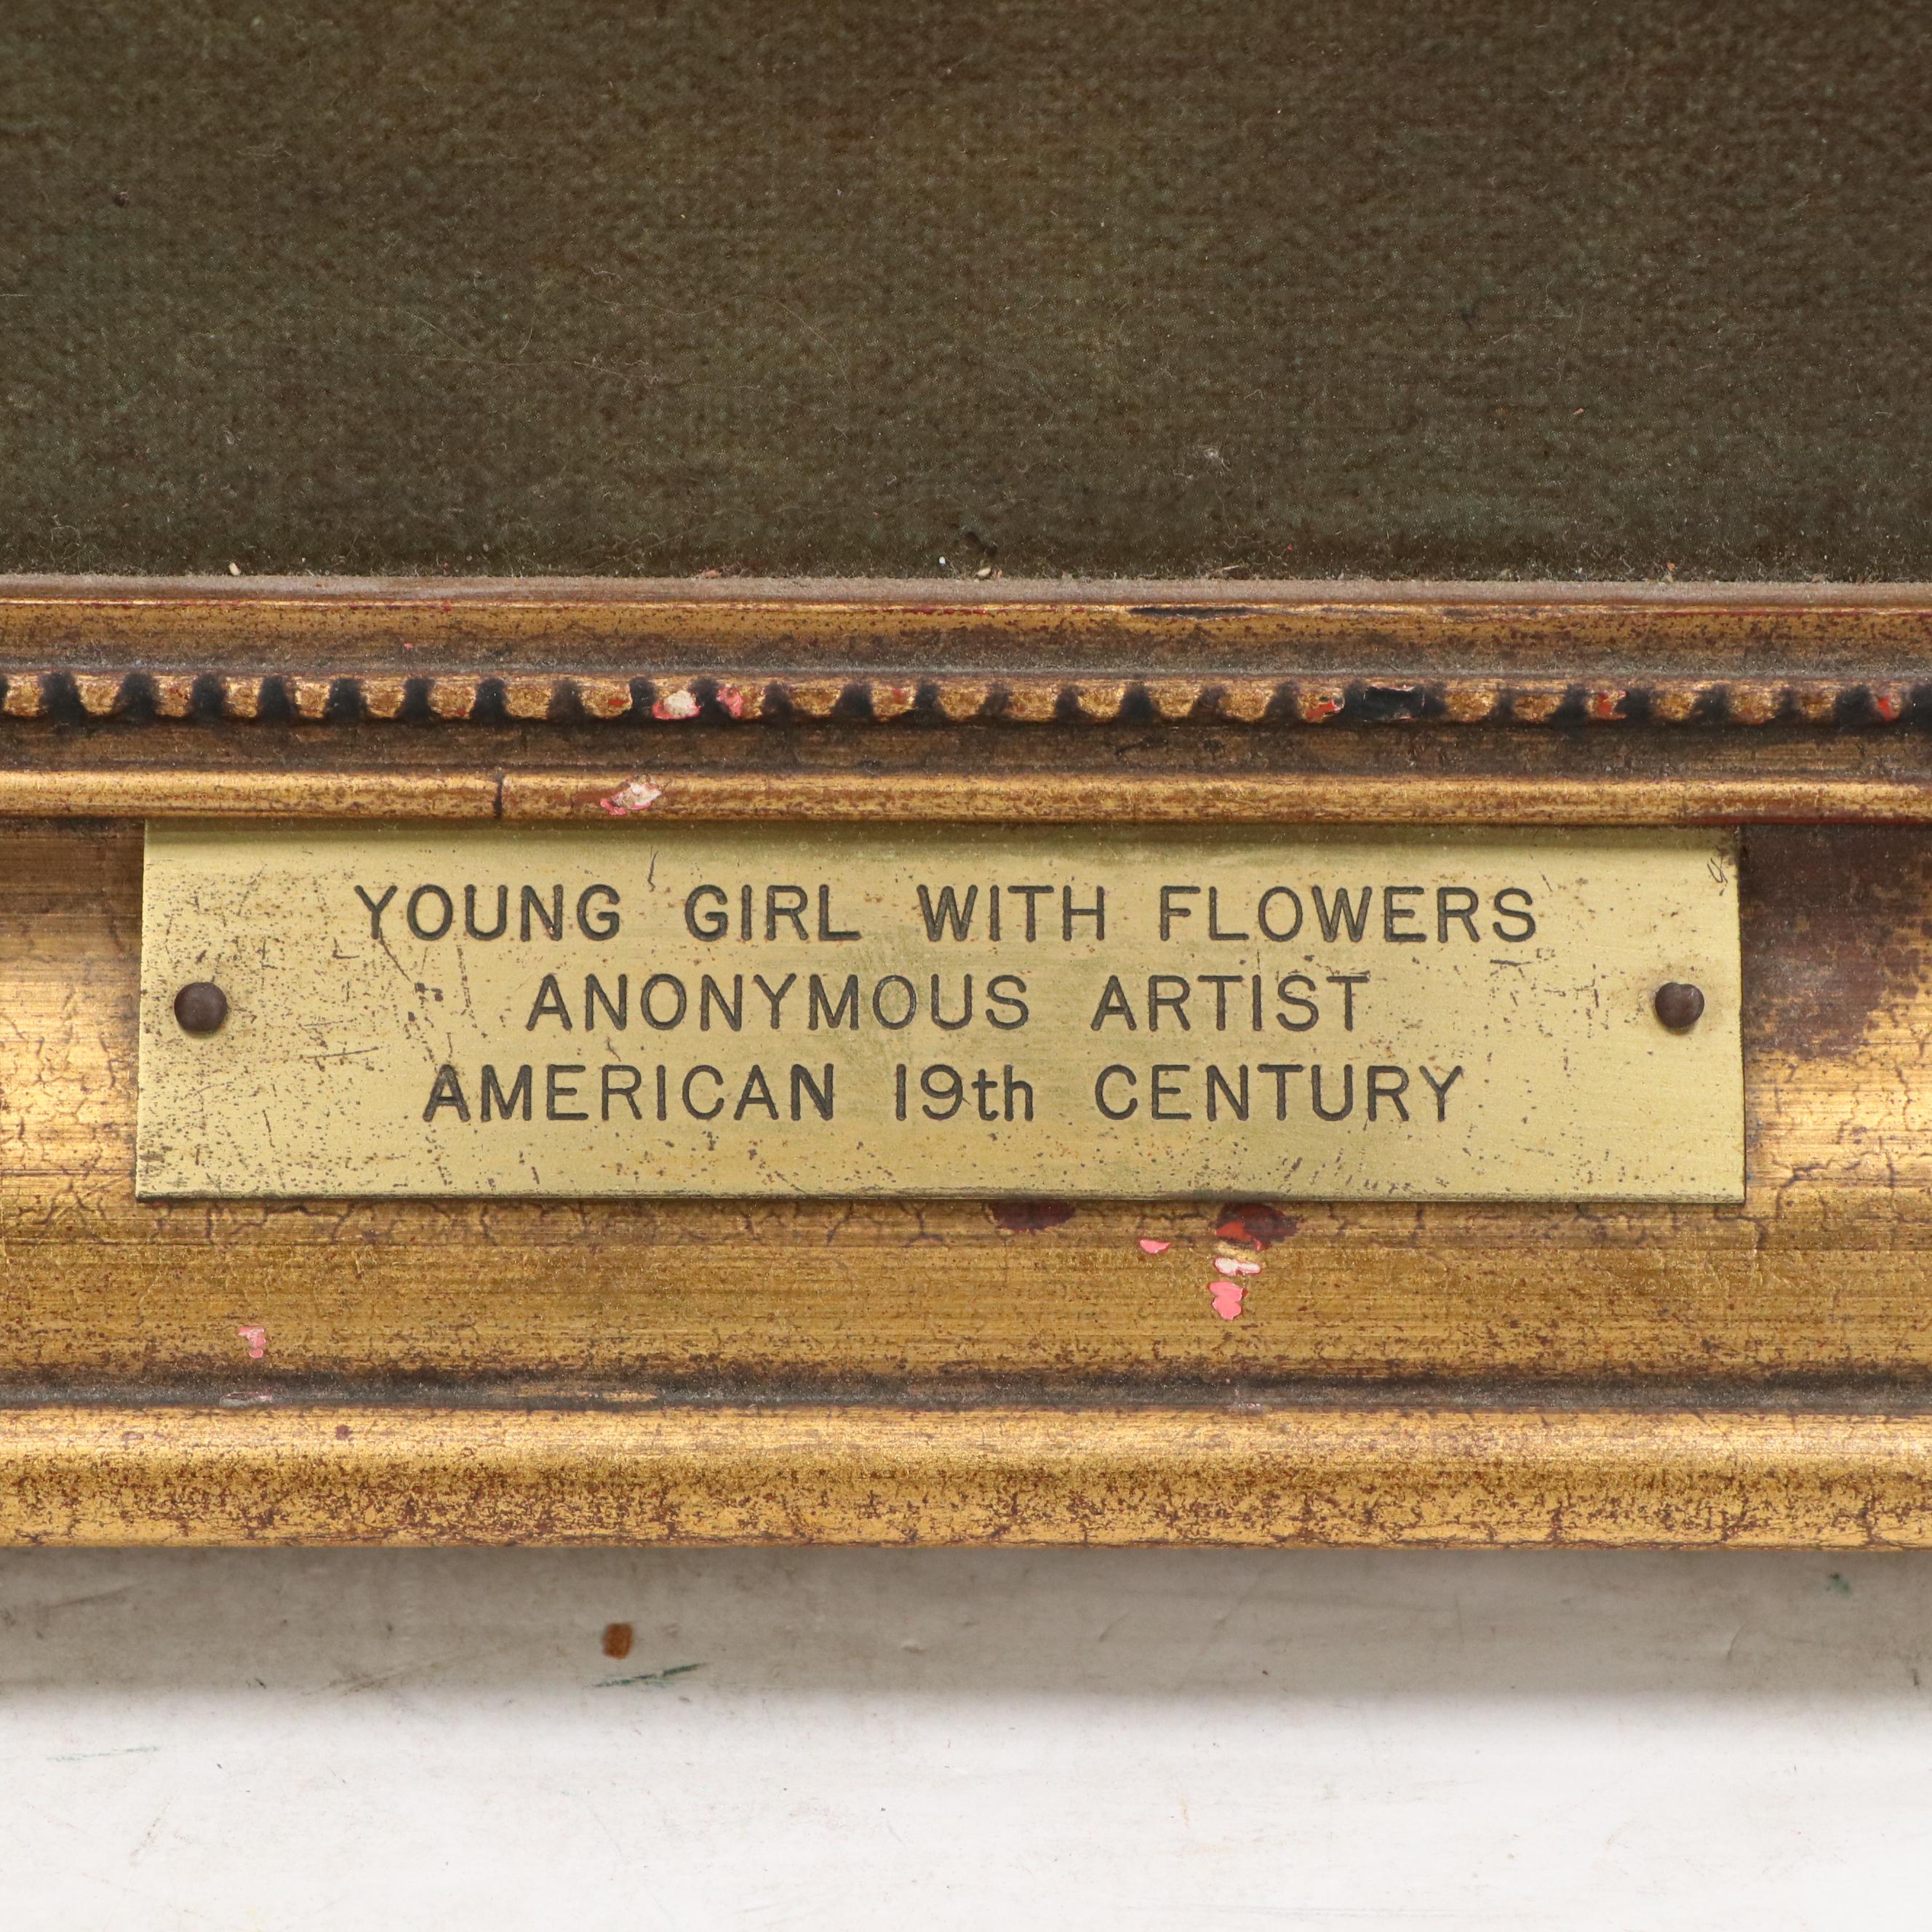 YOUNG GIRL WITH FLOWERS
ANONYMOUS ARTIST
AMERICAN 19th CENTURY